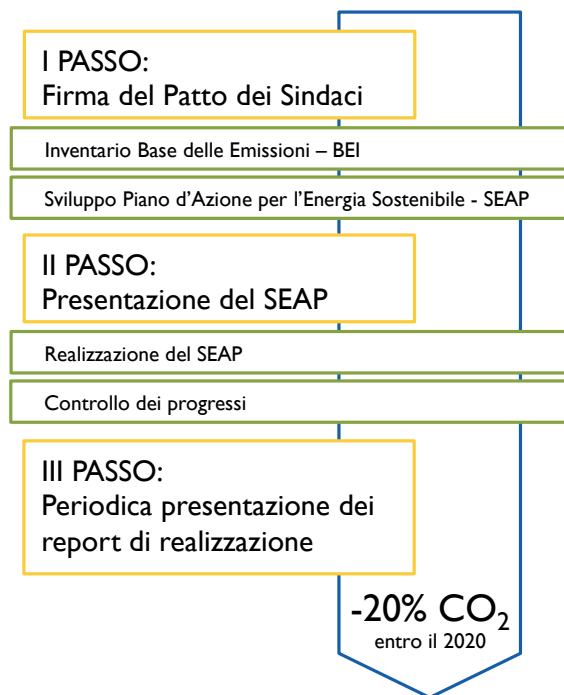 I PASSO:
Firma del Patto dei Sindaci
Inventario Base delle Emissioni – BEI
Sviluppo Piano d'Azione per l'Energia Sostenibile - SEAP
II PASSO:
Presentazione del SEAP
Realizzazione del SEAP
Controllo dei progressi
III PASSO:
Periodica presentazione dei
report di realizzazione
-20% CO₂
entro il 2020